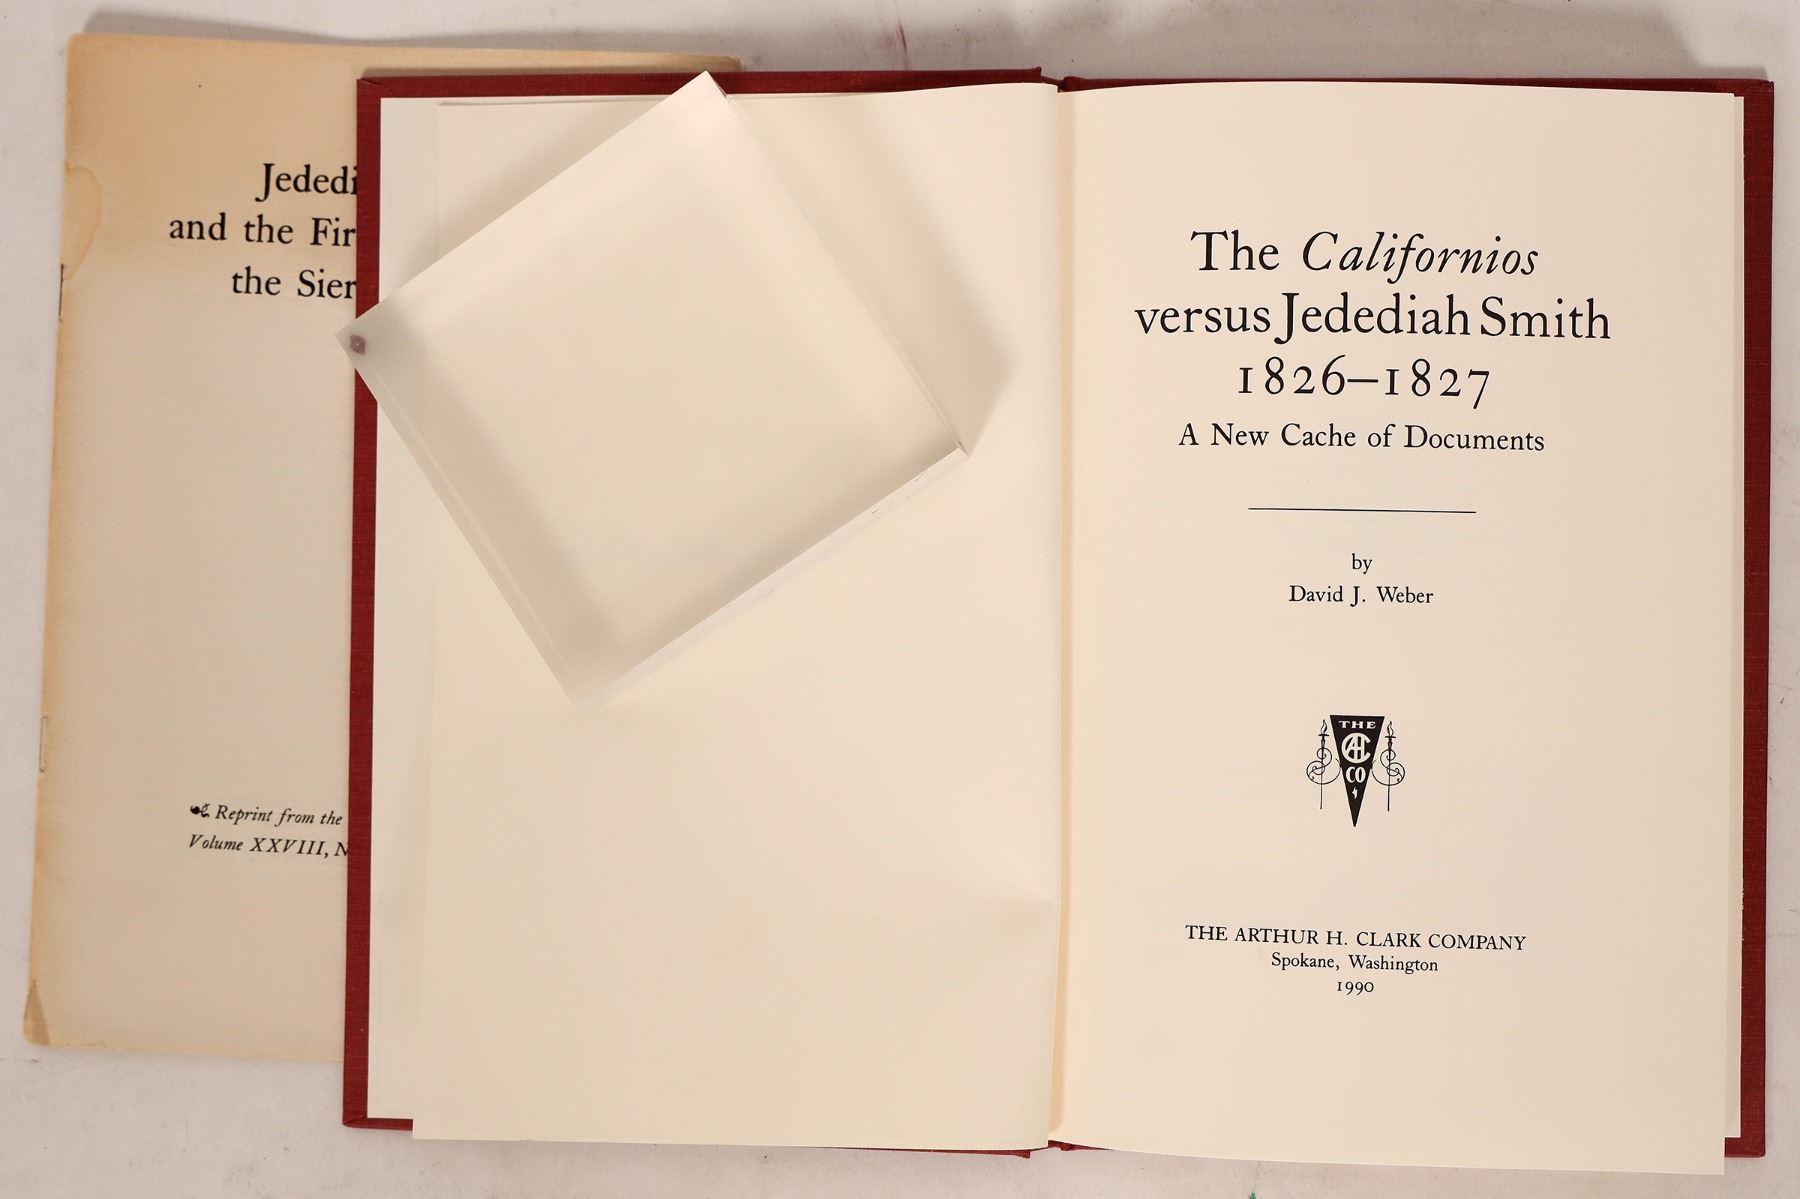 Jededi
and the Fir
the Sier
Reprint from the
Volume XXVIII, N
The Californios
versus Jedediah Smith
1826–1827
A New Cache of Documents
by
David J. Weber
THE
AHC
CO
THE ARTHUR H. CLARK COMPANY
Spokane, Washington
1990